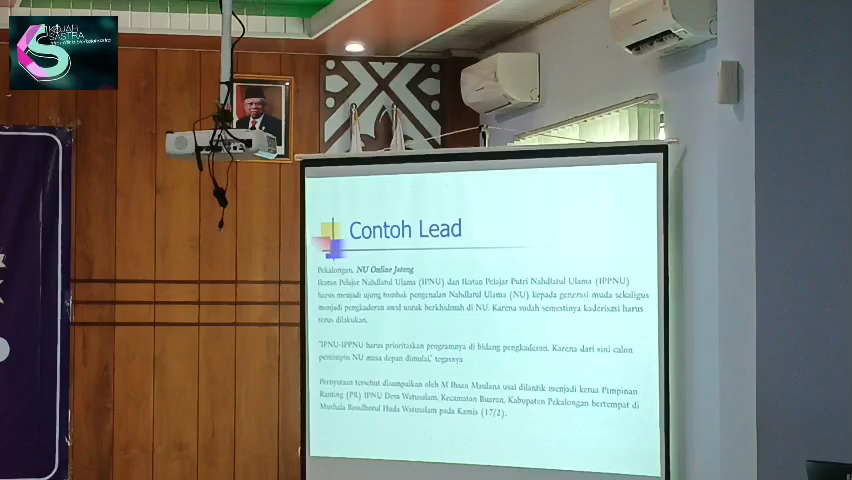 KUAH
SASTRA
Contoh Lead
Pekalongan, NU Online Jateng
Ikatan Pelajar Nahdlatul Ulama (IPNU) dan Ikatan Pelajar Putri Nahdlatul Ulama (IPPNU)
harus menjadi ujung tombak pengenalan Nahdlatul Ulama (NU) kepada generasi muda sekaligus
menjadi pengkaderan awal untuk berkhidmah di NU. Karena sudah semestinya kaderisasi harus
terus dilakukan.
"IPNU-IPPNU harus prioritaskan programnya di bidang pengkaderan. Karena dari sini calon
pemimpin NU masa depan dimulai," tegasnya
Pernyataan tersebut disampaikan oleh M Ihsan Maulana usai dilantik menjadi ketua Pimpinan
Ranting (PR) IPNU Desa Watusalam, Kecamatan Buaran, Kabupaten Pekalongan bertempat di
Mushala Roudhotul Huda Watusalam pada Kamis (17/2).